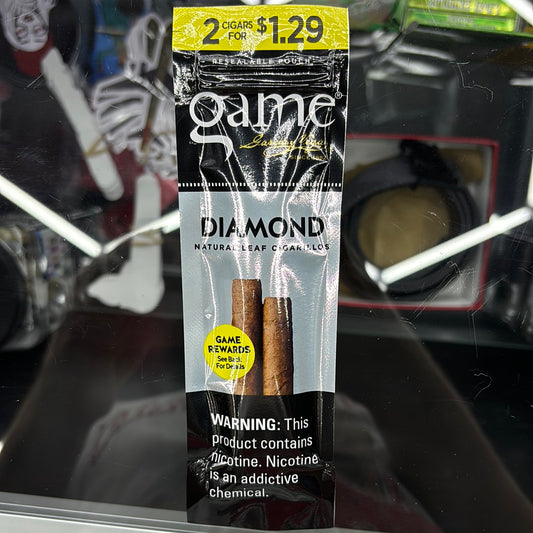 2 CIGARS FOR $1.29
RESEALABLE POUCH
game®
DIAMOND
NATURAL LEAF CIGARILLOS
GAME
REWARDS
See Back
For Details
WARNING: This
product contains
nicotine. Nicotine
is an addictive
chemical.